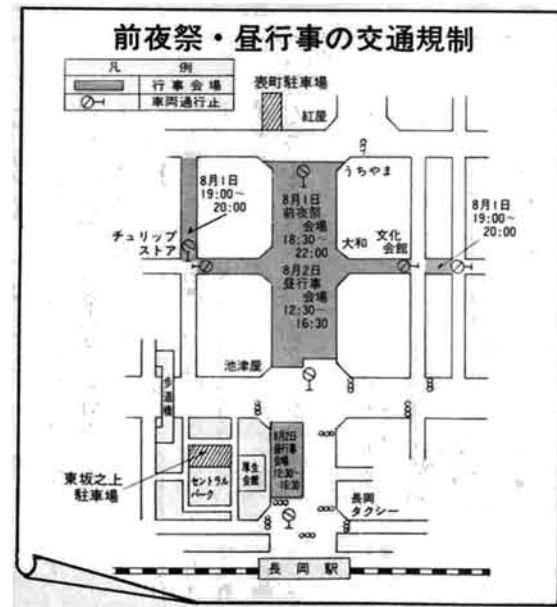 前夜祭・昼行事の交通規制
凡 例
行事会場
車両通行止
表町駐車場
紅屋
うちやま
8月1日
19:00～
20:00
8月1日
前夜祭
会場
18:30～
22:00
8月1日
19:00～
20:00
チューリップ
ストア
大和
文化
会館
8月2日
昼行事
会場
12:30～
16:30
池津屋
歩道橋
8月2日
昼行事
会場
12:30～
16:30
厚生
会館
東坂之上
駐車場
セントラル
パーク
長岡
タクシー
長岡駅